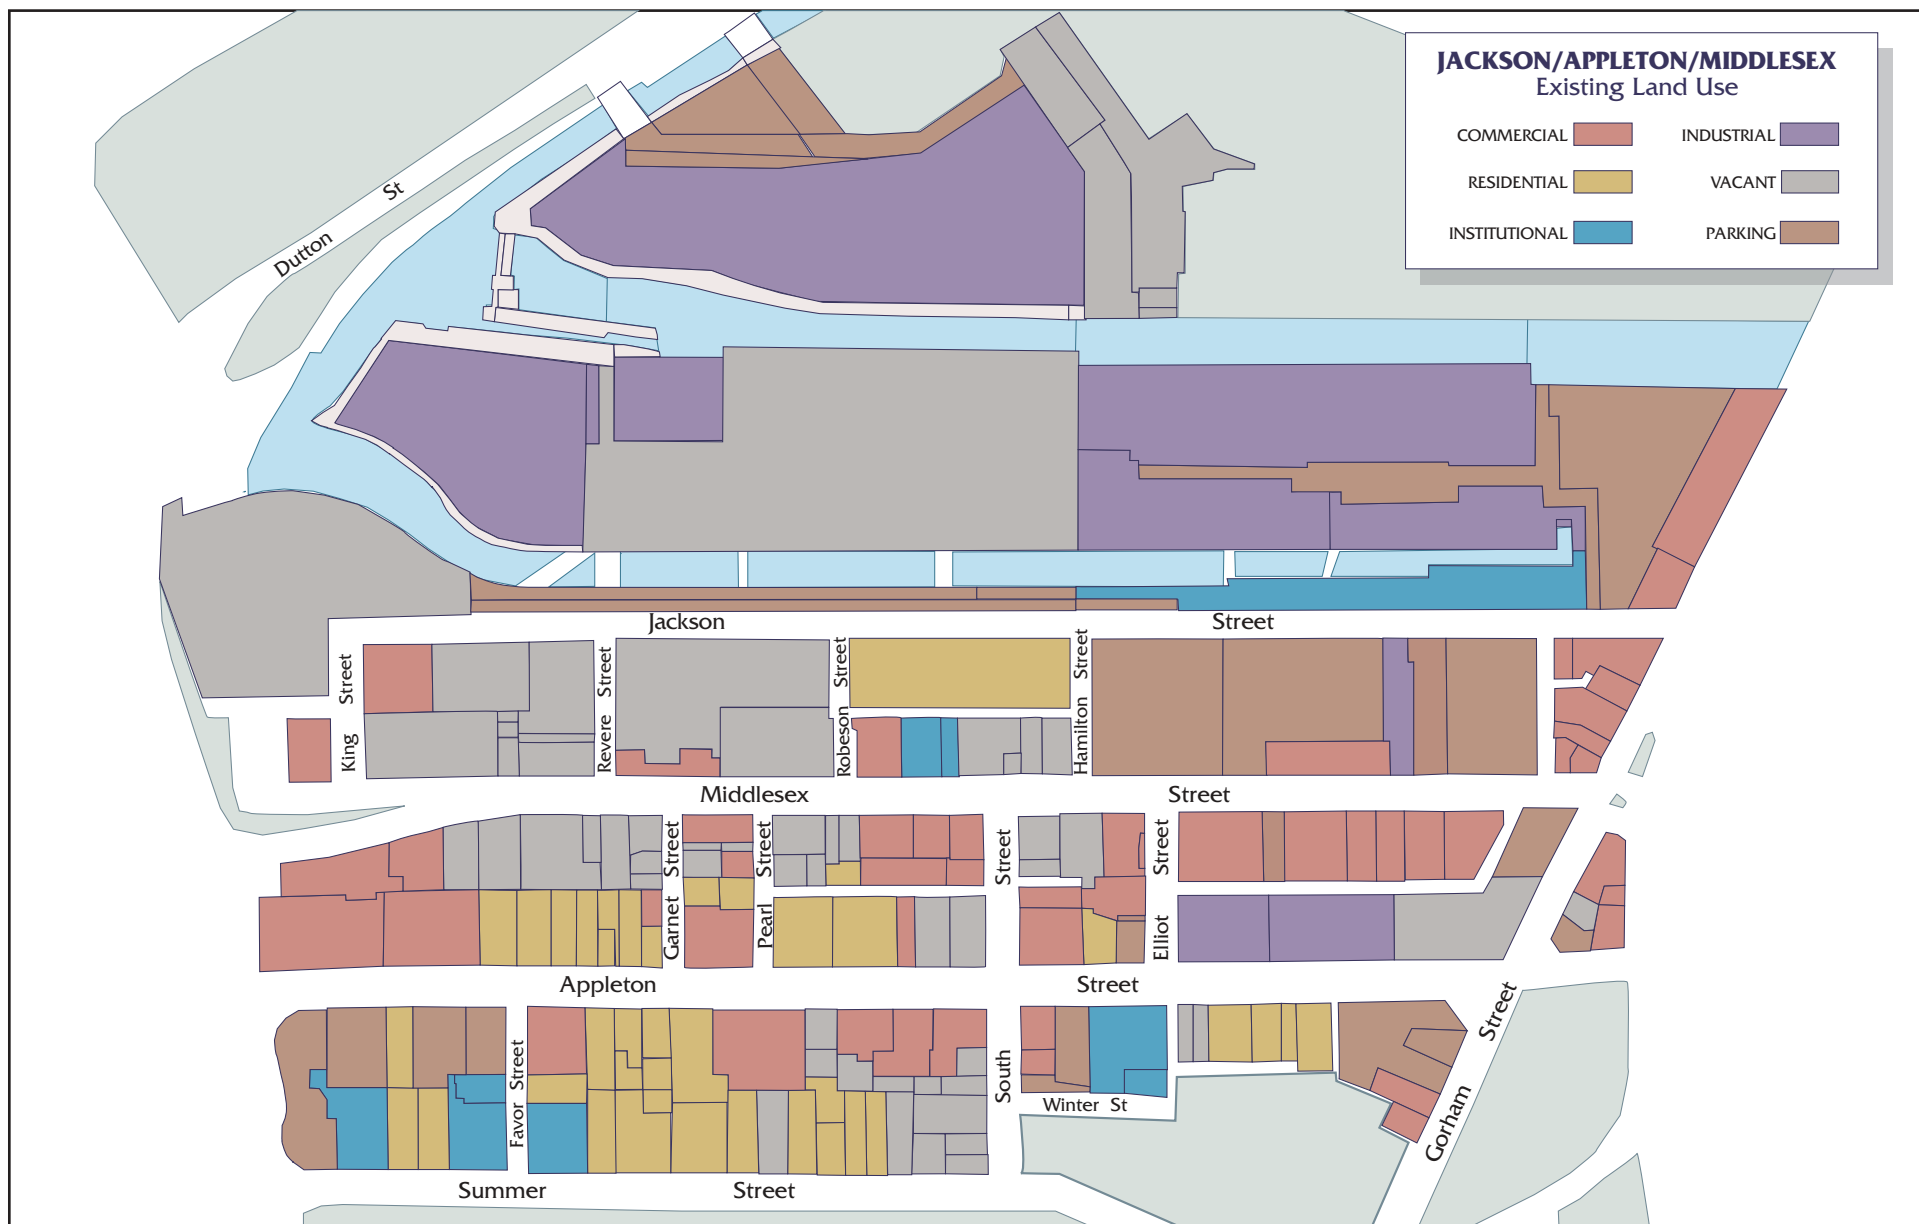 JACKSON/APPLETON/MIDDLESEX
Existing Land Use
COMMERCIAL
INDUSTRIAL
RESIDENTIAL
VACANT
INSTITUTIONAL
PARKING
Dutton St
Jackson Street
King Street
Revere Street
Robeson Street
Hamilton Street
Middlesex Street
Garnet Street
Pearl Street
South Street
Elliot Street
Appleton Street
Favor Street
Gorham Street
Winter St
Summer Street